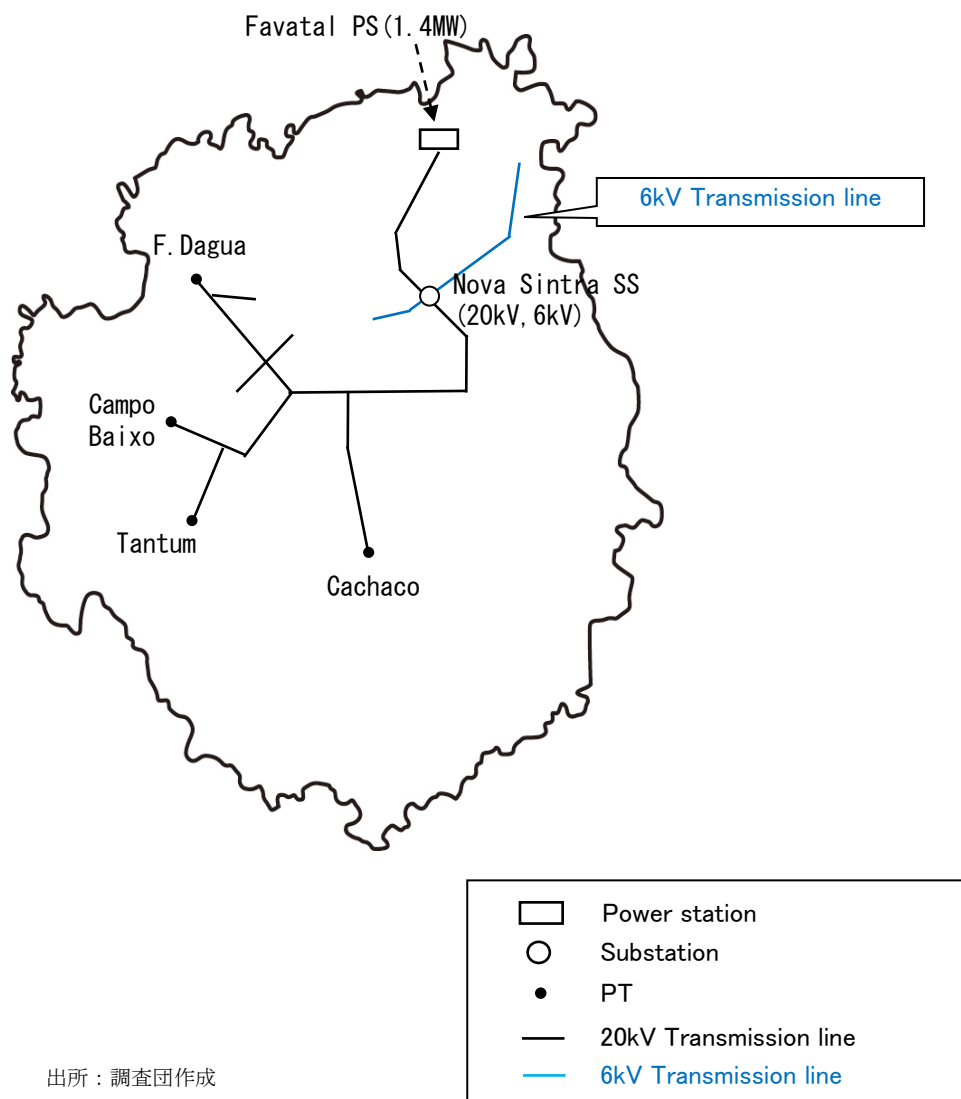 Favatal PS(1.4MW)
6kV Transmission line
F.Dagua
Nova Sintra SS
(20kV,6kV)
Campo
Baixo
Tantum
Cachaco
Power station
Substation
PT
20kV Transmission line
6kV Transmission line
出所：調査団作成